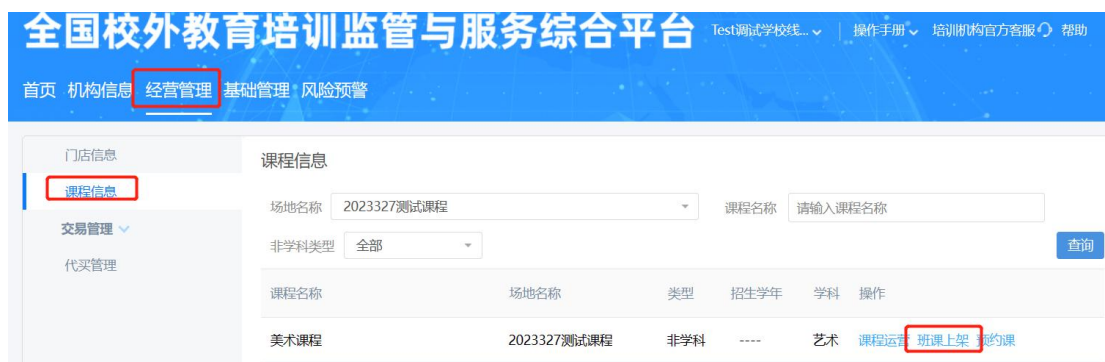 全国校外教育培训监管与服务综合平台 Test调试学校线... 操作手册 培训机构官方客服 帮助
首页 机构信息 经营管理 基础管理 风险预警
门店信息
课程信息
交易管理
代买管理
课程信息
场地名称 2023327测试课程 课程名称 请输入课程名称
非学科类型 全部 查询
课程名称 场地名称 类型 招生学年 学科 操作
美术课程 2023327测试课程 非学科 ---- 艺术 课程运营 班课上架 预约课